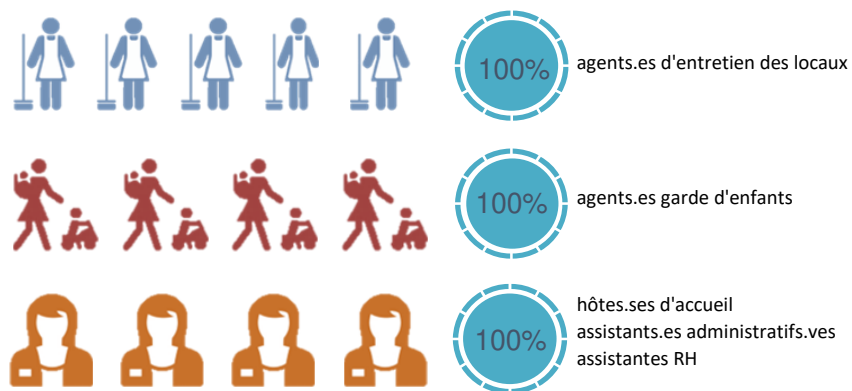 100% agents.es d'entretien des locaux
100% agents.es garde d'enfants
hôtes.ses d'accueil
100% assistants.es administratifs.ves
assistantes RH